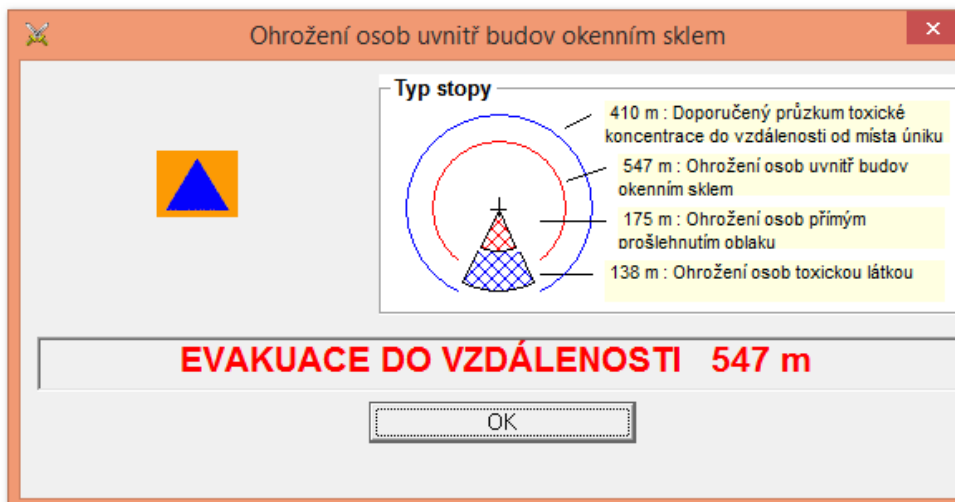 Ohrožení osob uvnitř budov okenním sklem
Typ stopy
410 m : Doporučený průzkum toxické
koncentrace do vzdálenosti od místa úniku
547 m : Ohrožení osob uvnitř budov
okenním sklem
175 m : Ohrožení osob přímým
prošlehnutím oblaku
138 m : Ohrožení osob toxickou látkou
EVAKUACE DO VZDÁLENOSTI 547 m
OK